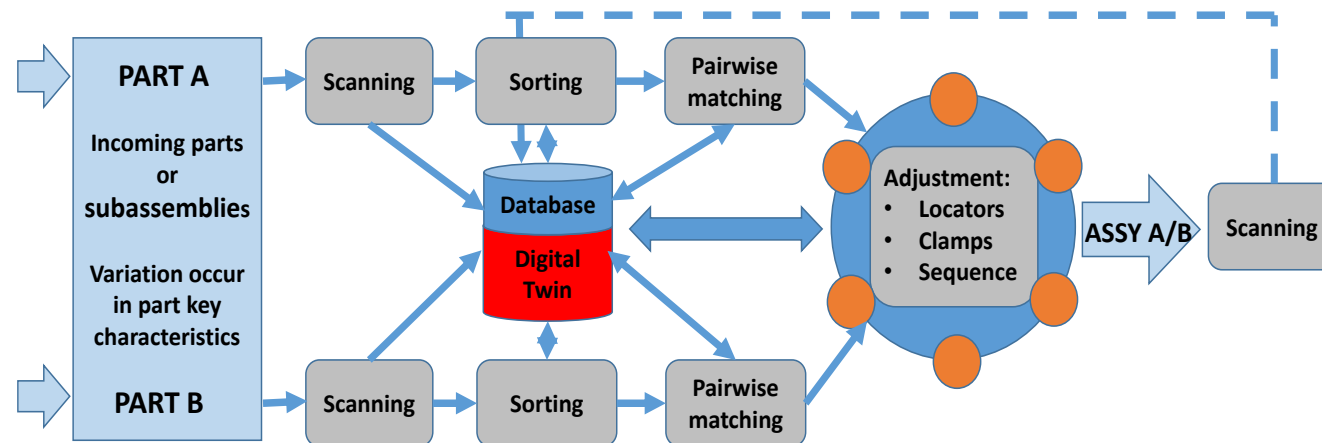 PART A
Incoming parts
or
subassemblies
Variation occur
in part key
characteristics
PART B
Scanning
Sorting
Pairwise
matching
Database
Digital
Twin
Scanning
Sorting
Pairwise
matching
Adjustment:
• Locators
• Clamps
• Sequence
ASSY A/B
Scanning